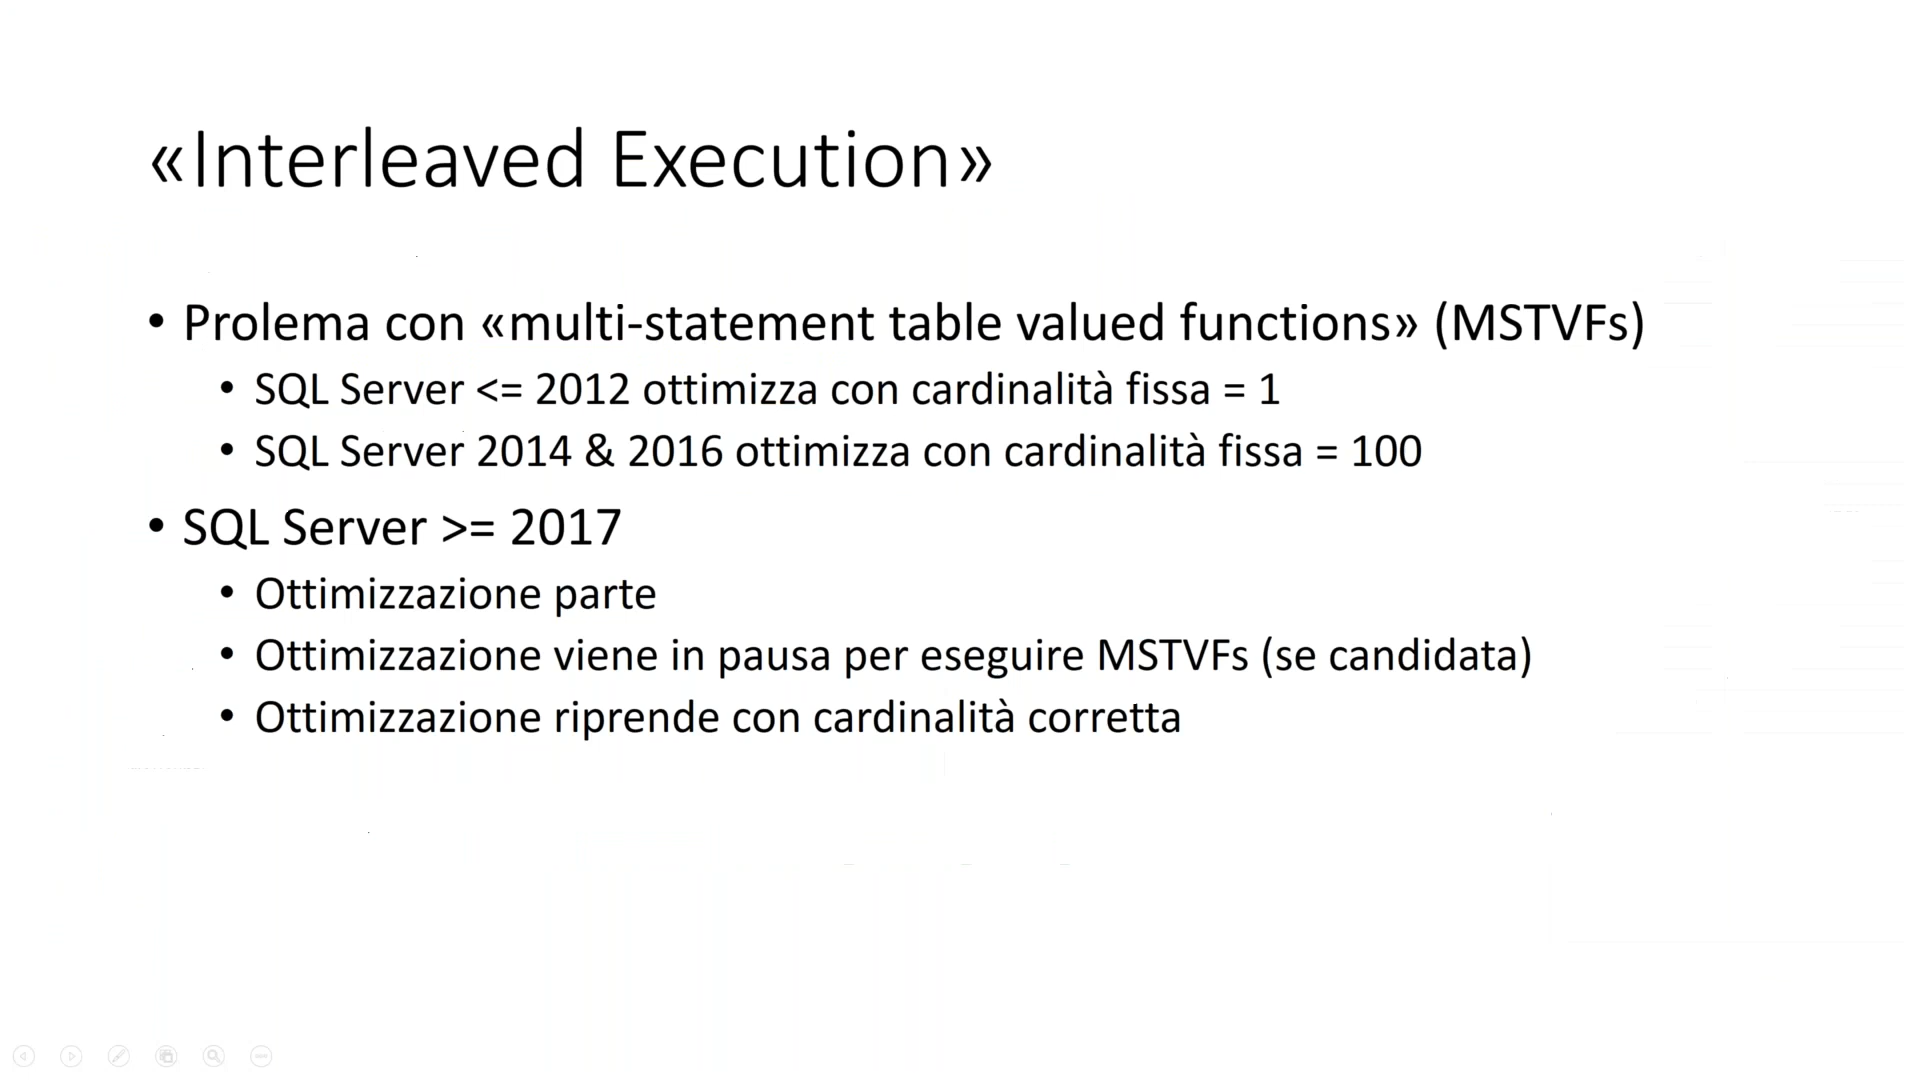 «Interleaved Execution»
• Prolema con «multi-statement table valued functions» (MSTVFs)
• SQL Server <= 2012 ottimizza con cardinalità fissa = 1
• SQL Server 2014 & 2016 ottimizza con cardinalità fissa = 100
• SQL Server >= 2017
• Ottimizzazione parte
• Ottimizzazione viene in pausa per eseguire MSTVFs (se candidata)
• Ottimizzazione riprende con cardinalità corretta